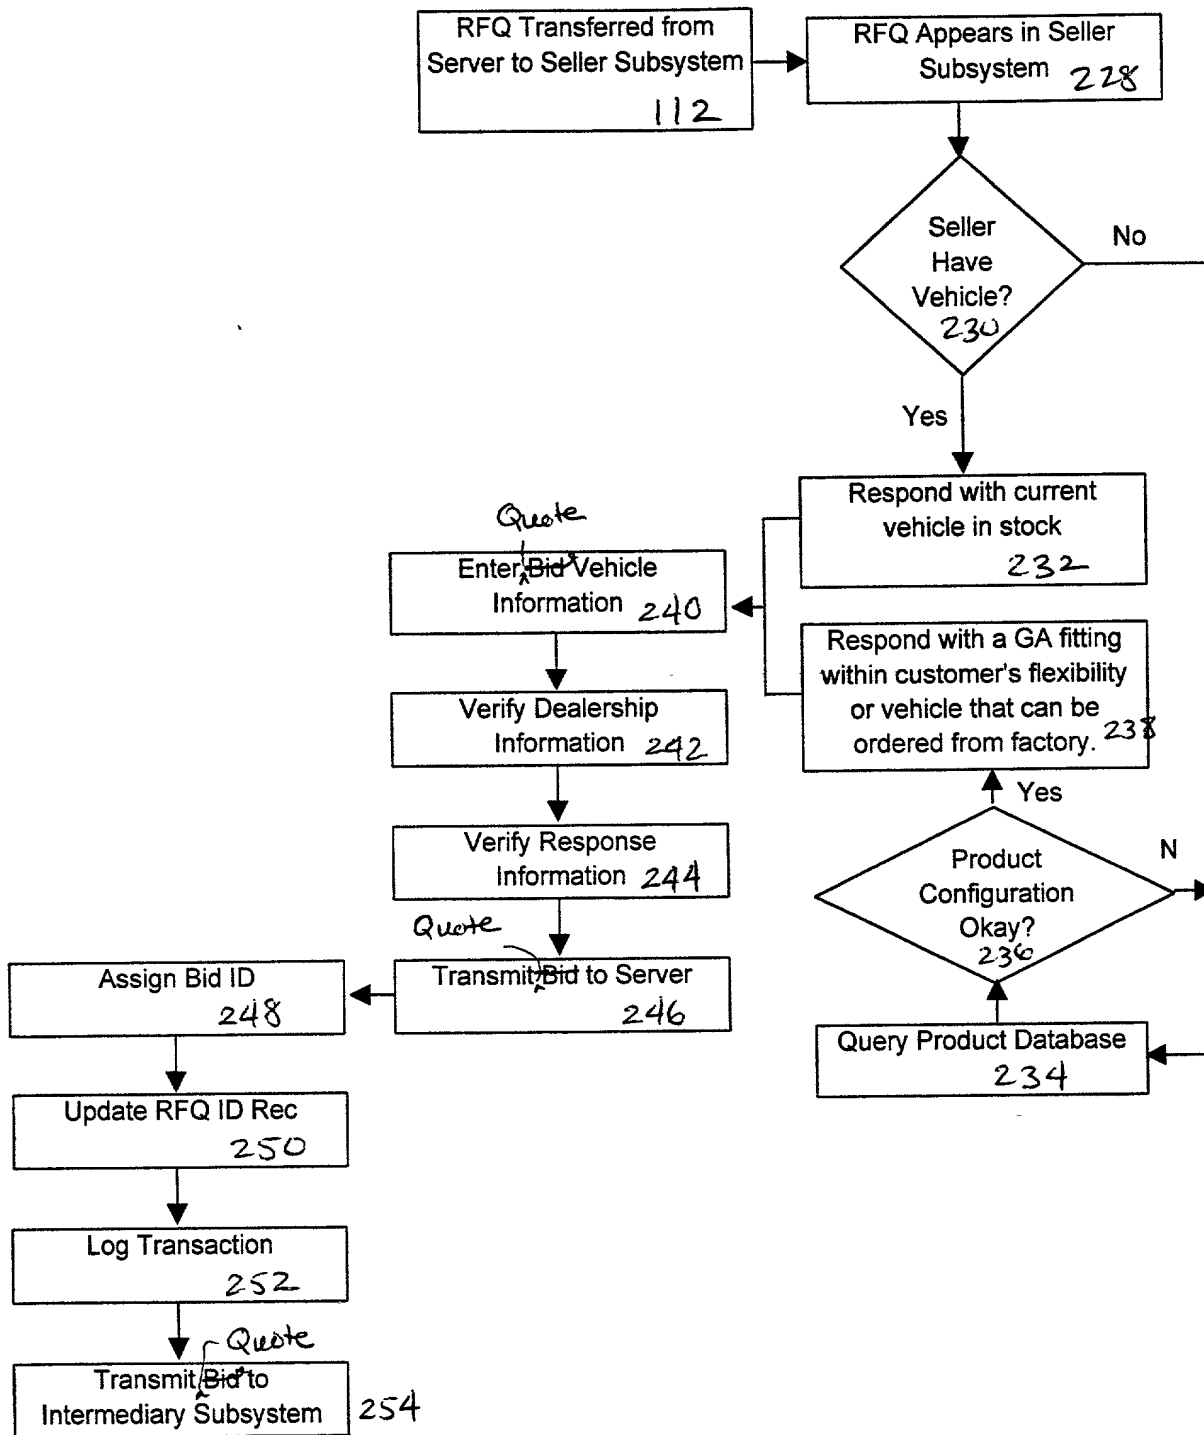 RFQ Transferred from
Server to Seller Subsystem
112
RFQ Appears in Seller
Subsystem 228
Seller
Have
Vehicle?
230
No
Yes
Respond with current
vehicle in stock
232
Quote
Enter Bid Vehicle
Information 240
Respond with a GA fitting
within customer's flexibility
or vehicle that can be
ordered from factory. 238
Verify Dealership
Information 242
Yes
Verify Response
Information 244
Product
Configuration
Okay?
236
N
Quote
Transmit Bid to Server
246
Assign Bid ID
248
Query Product Database
234
Update RFQ ID Rec
250
Log Transaction
252
Quote
Transmit Bid to
Intermediary Subsystem 254